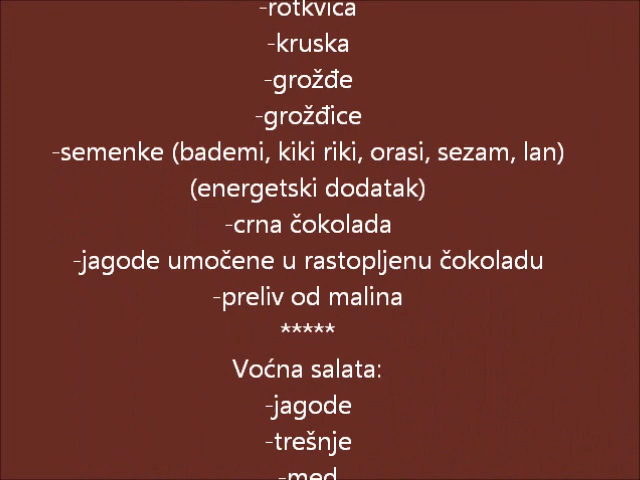 -rotkvica
-kruska
-grožđe
-grožđice
-semenke (bademi, kiki riki, orasi, sezam, lan)
(energetski dodatak)
-crna čokolada
-jagode umočene u rastopljenu čokoladu
-preliv od malina
*****
Voćna salata:
-jagode
-trešnje
-med